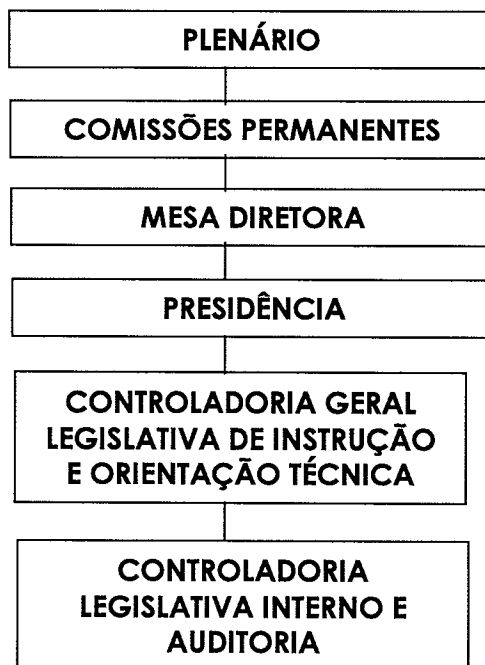 PLENÁRIO
COMISSÕES PERMANENTES
MESA DIRETORA
PRESIDÊNCIA
CONTROLADORIA GERAL
LEGISLATIVA DE INSTRUÇÃO
E ORIENTAÇÃO TÉCNICA
CONTROLADORIA
LEGISLATIVA INTERNO E
AUDITORIA